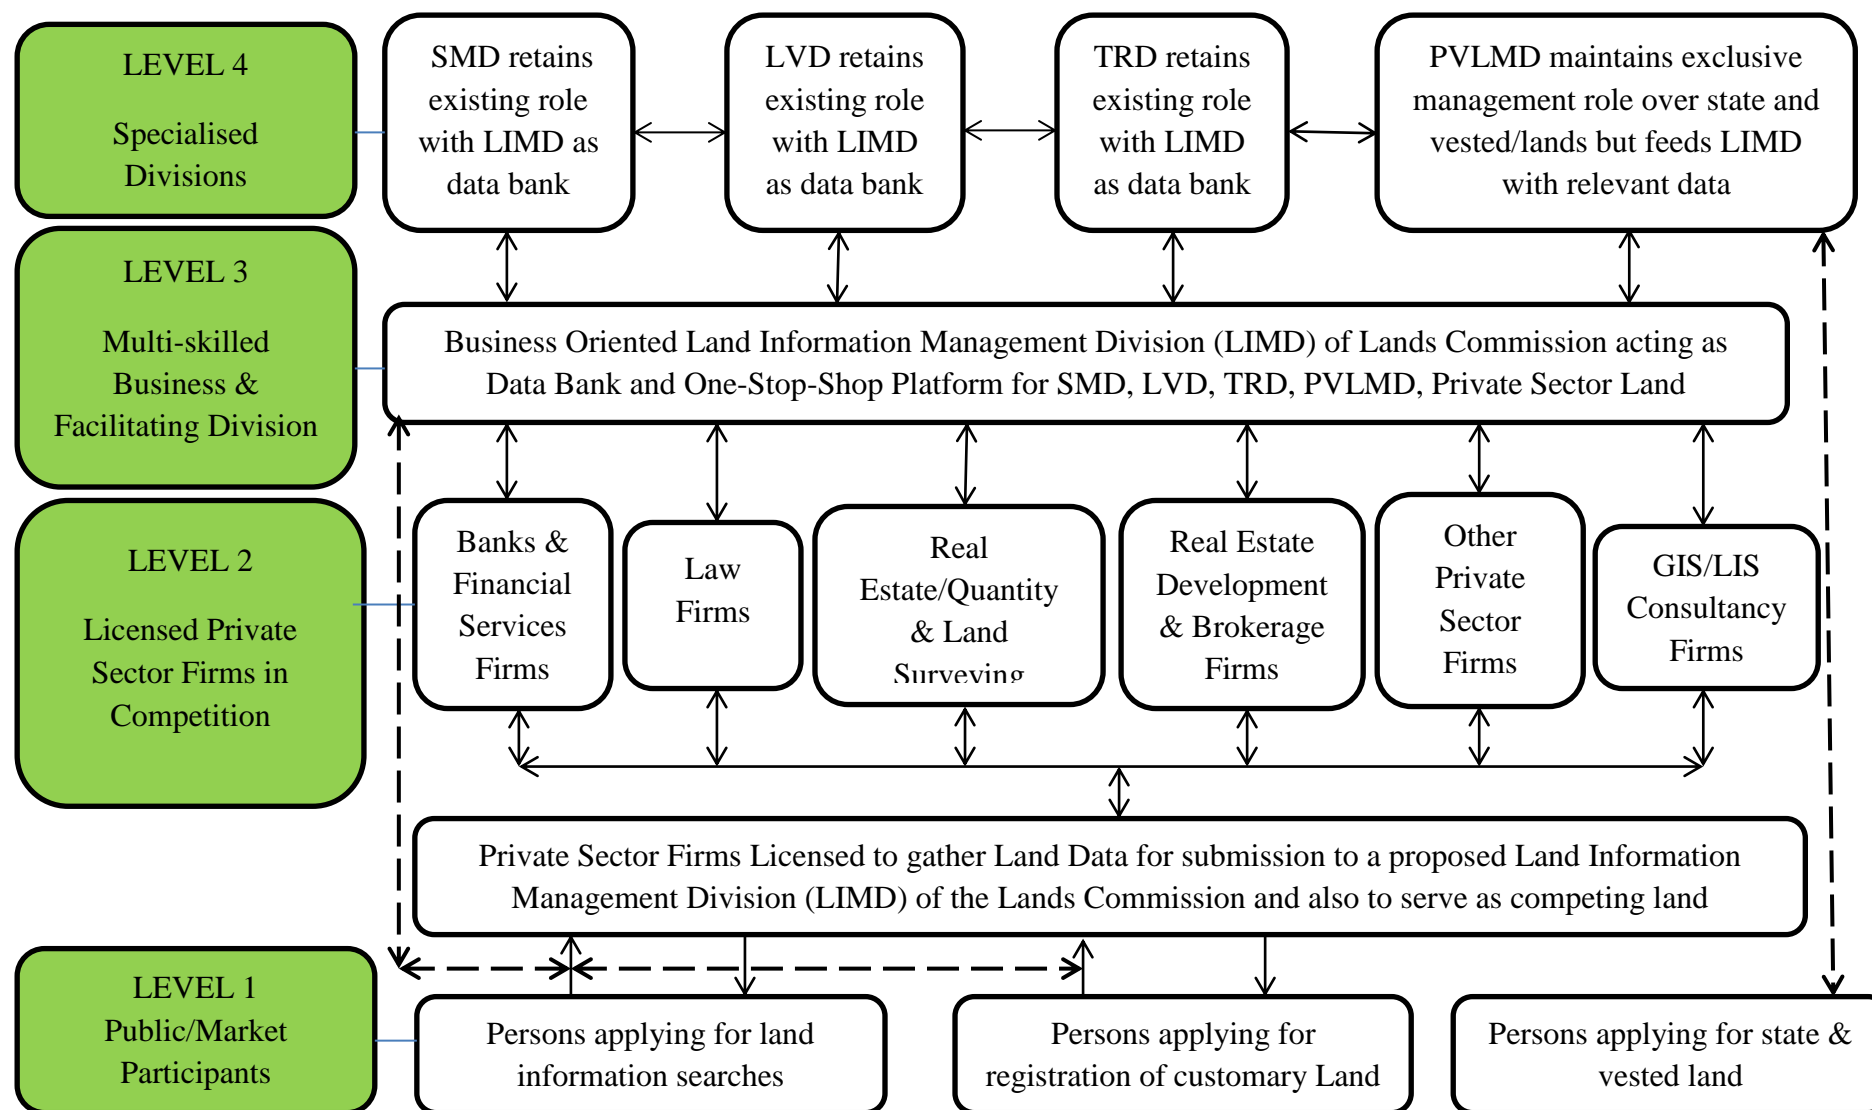 LEVEL 4
Specialised
Divisions
SMD retains
existing role
with LIMD as
data bank
LVD retains
existing role
with LIMD
as data bank
TRD retains
existing role
with LIMD
as data bank
PVLMD maintains exclusive
management role over state and
vested/lands but feeds LIMD
with relevant data
LEVEL 3
Multi-skilled
Business &
Facilitating Division
Business Oriented Land Information Management Division (LIMD) of Lands Commission acting as
Data Bank and One-Stop-Shop Platform for SMD, LVD, TRD, PVLMD, Private Sector Land
LEVEL 2
Licensed Private
Sector Firms in
Competition
Banks &
Financial
Services
Firms
Law
Firms
Real
Estate/Quantity
& Land
Surveying
Real Estate
Development
& Brokerage
Firms
Other
Private
Sector
Firms
GIS/LIS
Consultancy
Firms
Private Sector Firms Licensed to gather Land Data for submission to a proposed Land Information
Management Division (LIMD) of the Lands Commission and also to serve as competing land
LEVEL 1
Public/Market
Participants
Persons applying for land
information searches
Persons applying for
registration of customary Land
Persons applying for state &
vested land